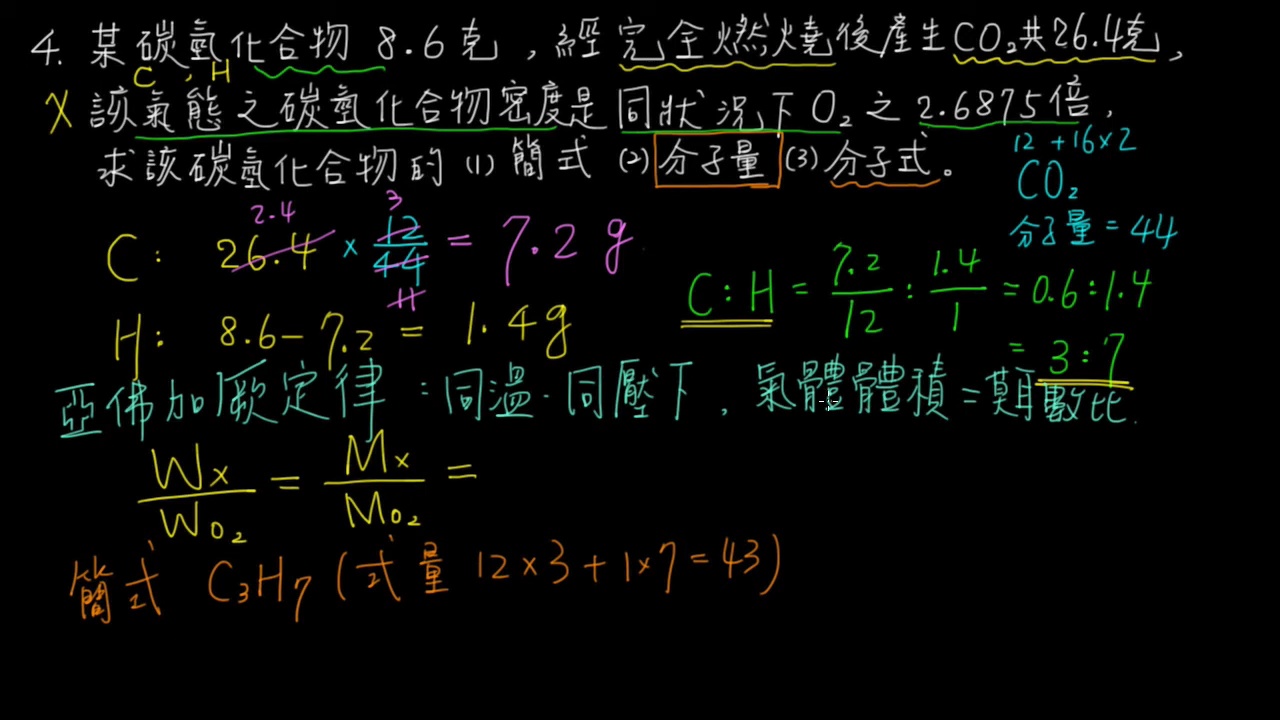 4. 某碳氫化合物 8.6克，經完全燃燒後產生CO₂共26.4克，
C、H
X 該氣態之碳氫化合物密度是同狀況下O₂之2.6875倍，
求該碳氫化合物的 (1) 簡式 (2) 分子量 (3) 分子式。
12+16×2
CO₂
分子量=44
2.4 3
C: 26.4 × 12/44 = 7.2 g
11
C:H = 7.2/12 : 1.4/1 = 0.6:1.4
H: 8.6-7.2 = 1.4g
= 3:7
亞佛加厥定律:同溫.同壓下,氣體體積=莫耳數比.
Wx/WO₂ = Mx/MO₂ =
簡式 C₃H₇ (式量 12×3+1×7=43)